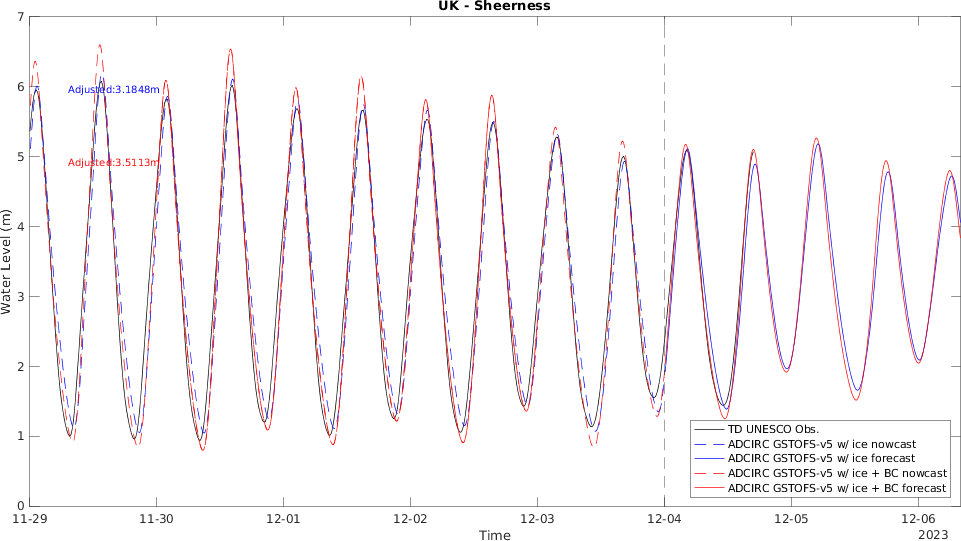 UK - Sheerness
7
6
5
4
3
2
1
0
Water Level (m)
Adjusted:3.1848m
Adjusted:3.5113m
TD UNESCO Obs.
ADCIRC GSTOFS-v5 w/ ice nowcast
ADCIRC GSTOFS-v5 w/ ice forecast
ADCIRC GSTOFS-v5 w/ ice + BC nowcast
ADCIRC GSTOFS-v5 w/ ice + BC forecast
11-29 11-30 12-01 12-02 12-03 12-04 12-05 12-06
Time
2023